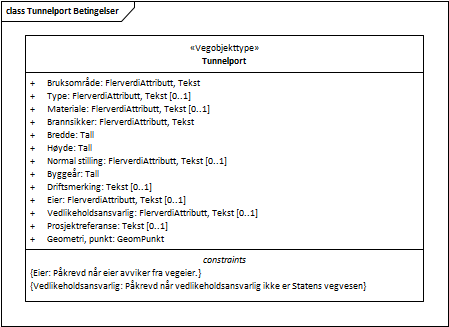 class Tunnelport Betingelser
«Vegobjekttype»
Tunnelport
+ Bruksområde: FlerverdiAttributt, Tekst
+ Type: FlerverdiAttributt, Tekst [0..1]
+ Materiale: FlerverdiAttributt, Tekst [0..1]
+ Brannsikker: FlerverdiAttributt, Tekst
+ Bredde: Tall
+ Høyde: Tall
+ Normal stilling: FlerverdiAttributt, Tekst [0..1]
+ Byggeår: Tall
+ Driftsmerking: Tekst [0..1]
+ Eier: FlerverdiAttributt, Tekst [0..1]
+ Vedlikeholdsansvarlig: FlerverdiAttributt, Tekst [0..1]
+ Prosjektreferanse: Tekst [0..1]
+ Geometri, punkt: GeomPunkt
constraints
{Eier: Påkrevd når eier avviker fra vegeier.}
{Vedlikeholdsansvarlig: Påkrevd når vedlikeholdsansvarlig ikke er Statens vegvesen}